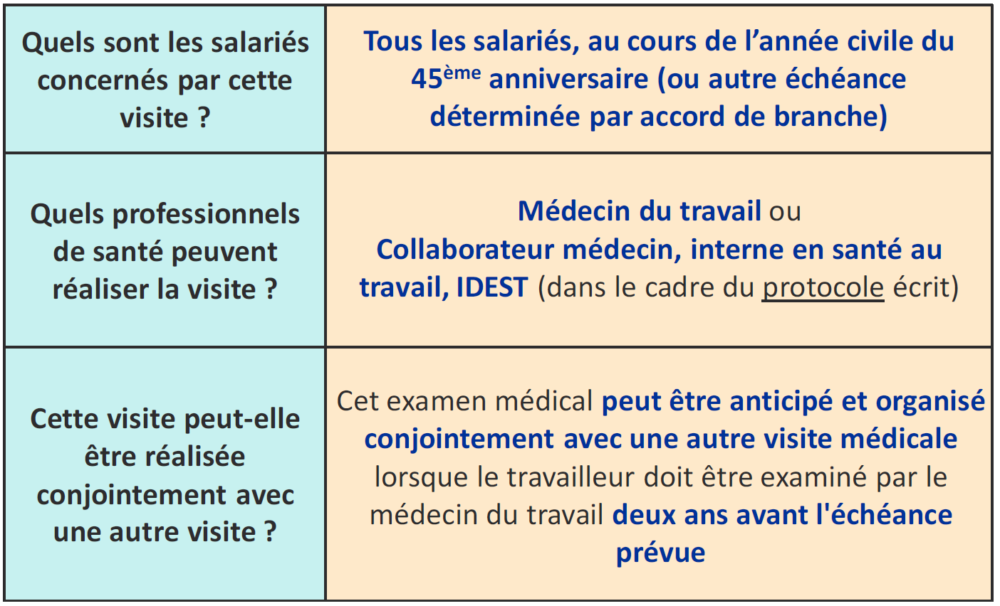 Quels sont les salariés
concernés par cette
visite ?
Tous les salariés, au cours de l’année civile du
45ème anniversaire (ou autre échéance
déterminée par accord de branche)
Quels professionnels
de santé peuvent
réaliser la visite ?
Médecin du travail ou
Collaborateur médecin, interne en santé au
travail, IDEST (dans le cadre du protocole écrit)
Cette visite peut-elle
être réalisée
conjointement avec
une autre visite ?
Cet examen médical peut être anticipé et organisé
conjointement avec une autre visite médicale
lorsque le travailleur doit être examiné par le
médecin du travail deux ans avant l'échéance
prévue